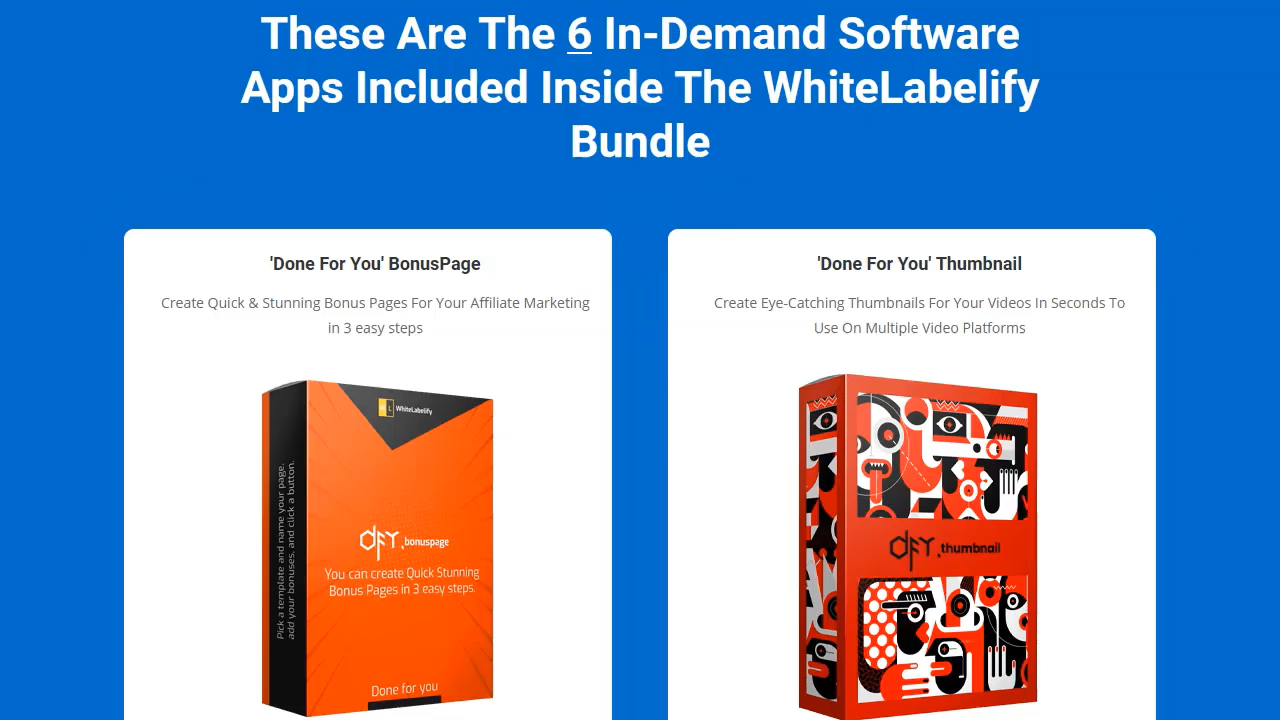 These Are The 6 In-Demand Software
Apps Included Inside The WhiteLabelify
Bundle
'Done For You' BonusPage
Create Quick & Stunning Bonus Pages For Your Affiliate Marketing
in 3 easy steps
WL WhiteLabelify
Pick a template and name your page,
add your bonuses, and click a button.
DFY.bonuspage
You can create Quick Stunning
Bonus Pages in 3 easy steps.
Done for you
'Done For You' Thumbnail
Create Eye-Catching Thumbnails For Your Videos In Seconds To
Use On Multiple Video Platforms
DFY.thumbnail